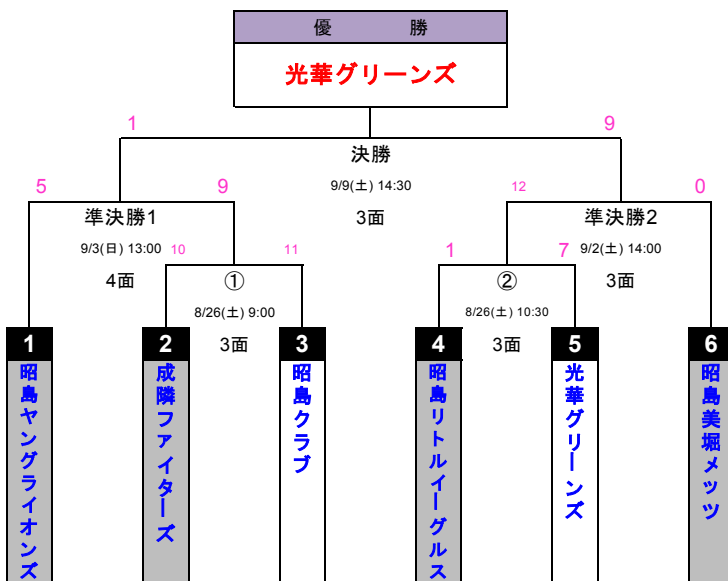 優　　　勝
光華グリーンズ
1
9
決勝
5
9
9/9(土) 14:30
12
0
準決勝1
3面
準決勝2
9/3(日) 13:00
10
11
1
7
9/2(土) 14:00
4面
①
②
3面
8/26(土) 9:00
8/26(土) 10:30
3面
3面
1
2
3
4
5
6
昭島ヤングライオンズ
成隣ファイターズ
昭島クラブ
昭島リトルイーグルス
光華グリーンズ
昭島美堀メッツ